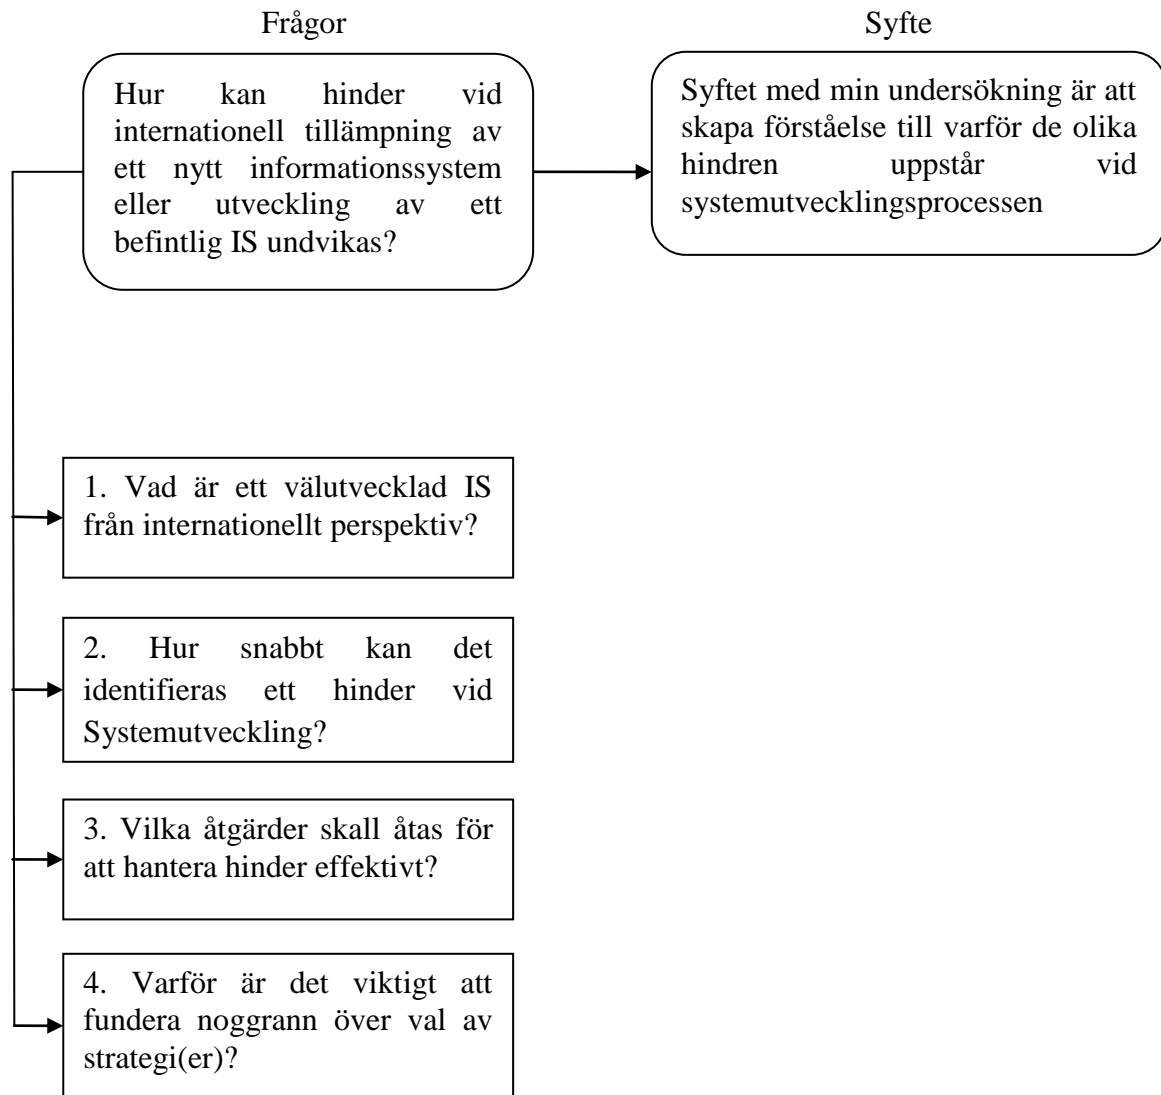 Frågor
Hur kan hinder vid
internationell tillämpning av
ett nytt informationssystem
eller utveckling av ett
befintlig IS undvikas?
Syfte
Syftet med min undersökning är att
skapa förståelse till varför de olika
hindren uppstår vid
systemutvecklingsprocessen
1. Vad är ett välutvecklad IS
från internationellt perspektiv?
2. Hur snabbt kan det
identifieras ett hinder vid
Systemutveckling?
3. Vilka åtgärder skall åtas för
att hantera hinder effektivt?
4. Varför är det viktigt att
fundera noggrann över val av
strategi(er)?